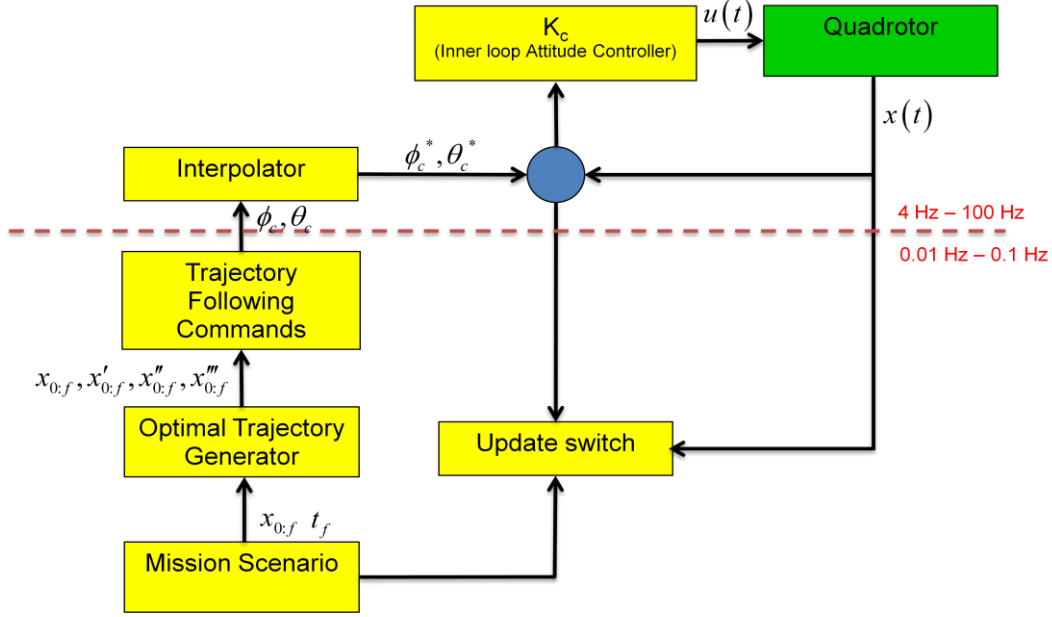 K_c
(Inner loop Attitude Controller)
u(t)
Quadrotor
x(t)
Interpolator
ϕ_c^*, θ_c^*
ϕ_c, θ_c
4 Hz – 100 Hz
0.01 Hz – 0.1 Hz
Trajectory
Following
Commands
x_{0:f}, x′_{0:f}, x″_{0:f}, x‴_{0:f}
Optimal Trajectory
Generator
Update switch
x_{0:f} t_f
Mission Scenario